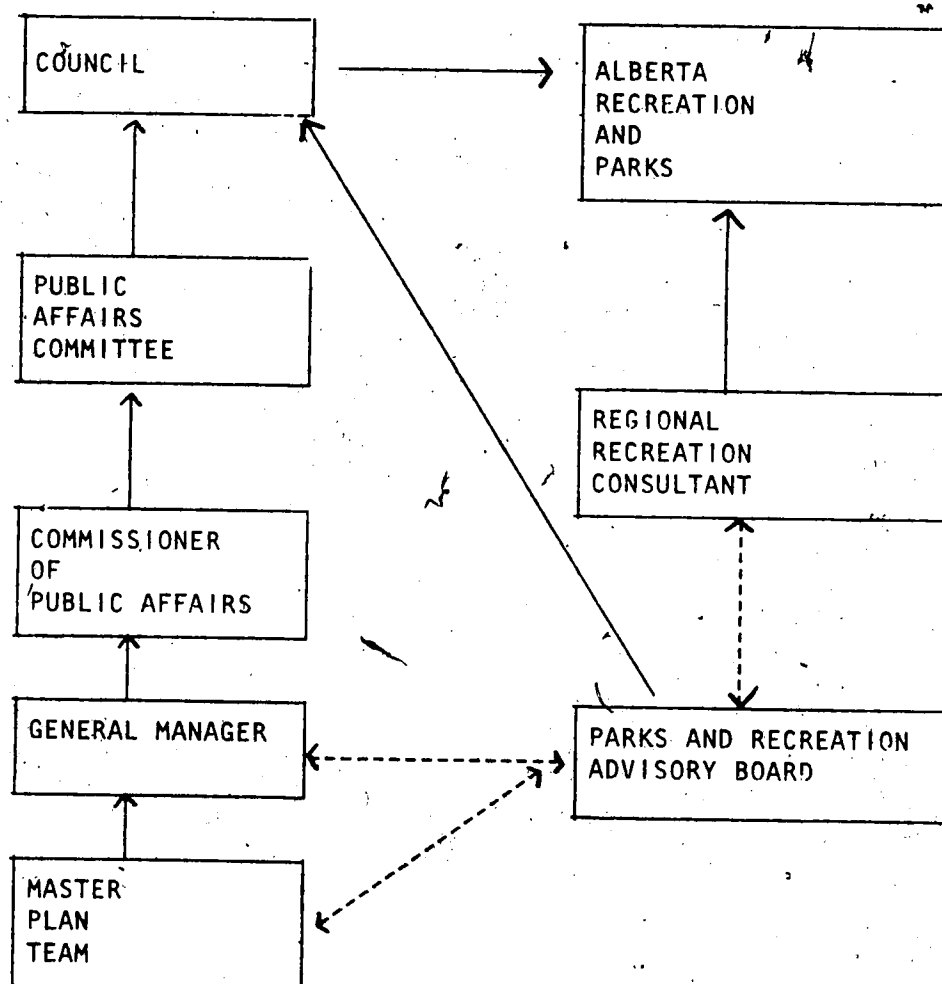 COUNCIL
ALBERTA
RECREATION
AND
PARKS
PUBLIC
AFFAIRS
COMMITTEE
REGIONAL
RECREATION
CONSULTANT
COMMISSIONER
OF
PUBLIC AFFAIRS
GENERAL MANAGER
PARKS AND RECREATION
ADVISORY BOARD
MASTER
PLAN
TEAM